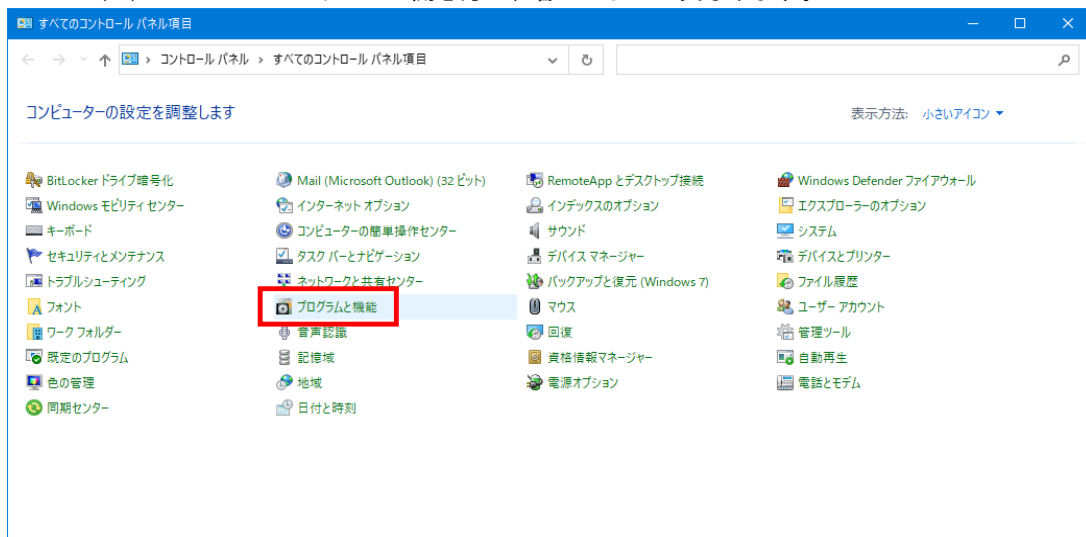 すべてのコントロール パネル項目
コントロール パネル › すべてのコントロール パネル項目
コンピューターの設定を調整します
表示方法: 小さいアイコン
BitLocker ドライブ暗号化
Mail (Microsoft Outlook) (32 ビット)
RemoteApp とデスクトップ接続
Windows Defender ファイアウォール
Windows モビリティ センター
インターネット オプション
インデックスのオプション
エクスプローラーのオプション
キーボード
コンピューターの簡単操作センター
サウンド
システム
セキュリティとメンテナンス
タスク バーとナビゲーション
デバイス マネージャー
デバイスとプリンター
トラブルシューティング
ネットワークと共有センター
バックアップと復元 (Windows 7)
ファイル履歴
フォント
プログラムと機能
マウス
ユーザー アカウント
ワーク フォルダー
音声認識
回復
管理ツール
既定のプログラム
記憶域
資格情報マネージャー
自動再生
色の管理
地域
電源オプション
電話とモデム
同期センター
日付と時刻